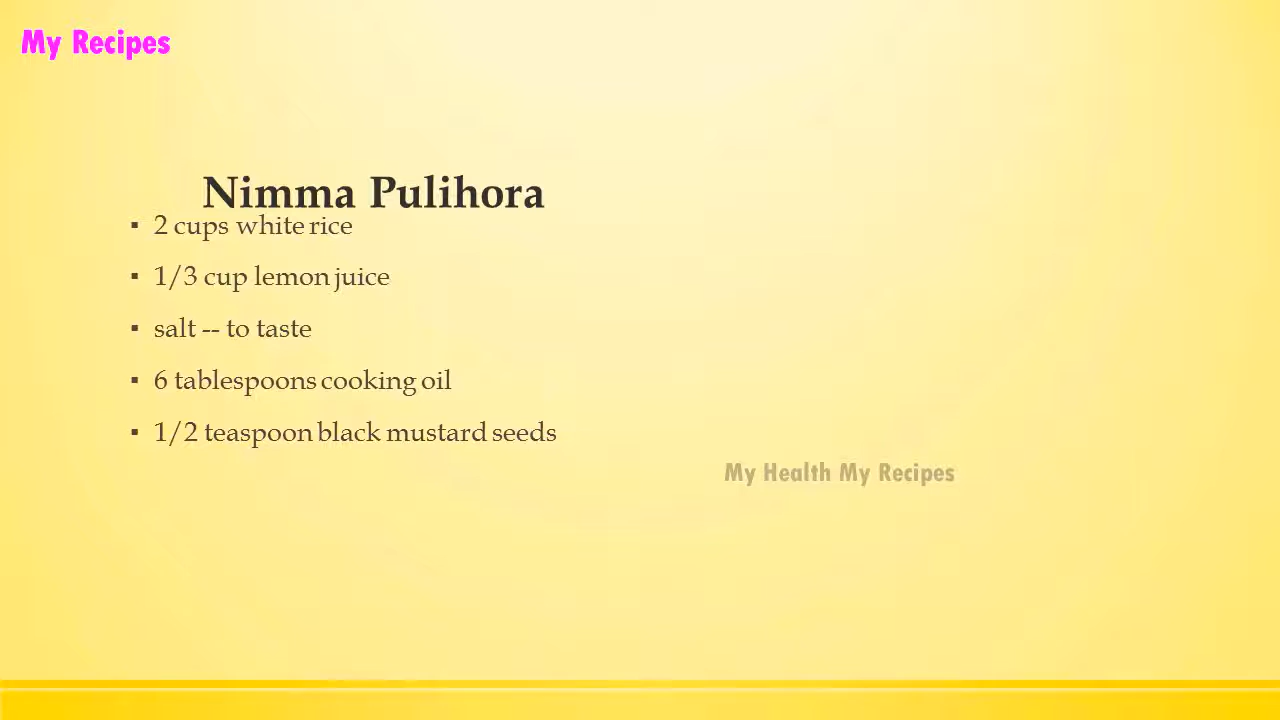 My Recipes
Nimma Pulihora
▪ 2 cups white rice
▪ 1/3 cup lemon juice
▪ salt -- to taste
▪ 6 tablespoons cooking oil
▪ 1/2 teaspoon black mustard seeds
My Health My Recipes